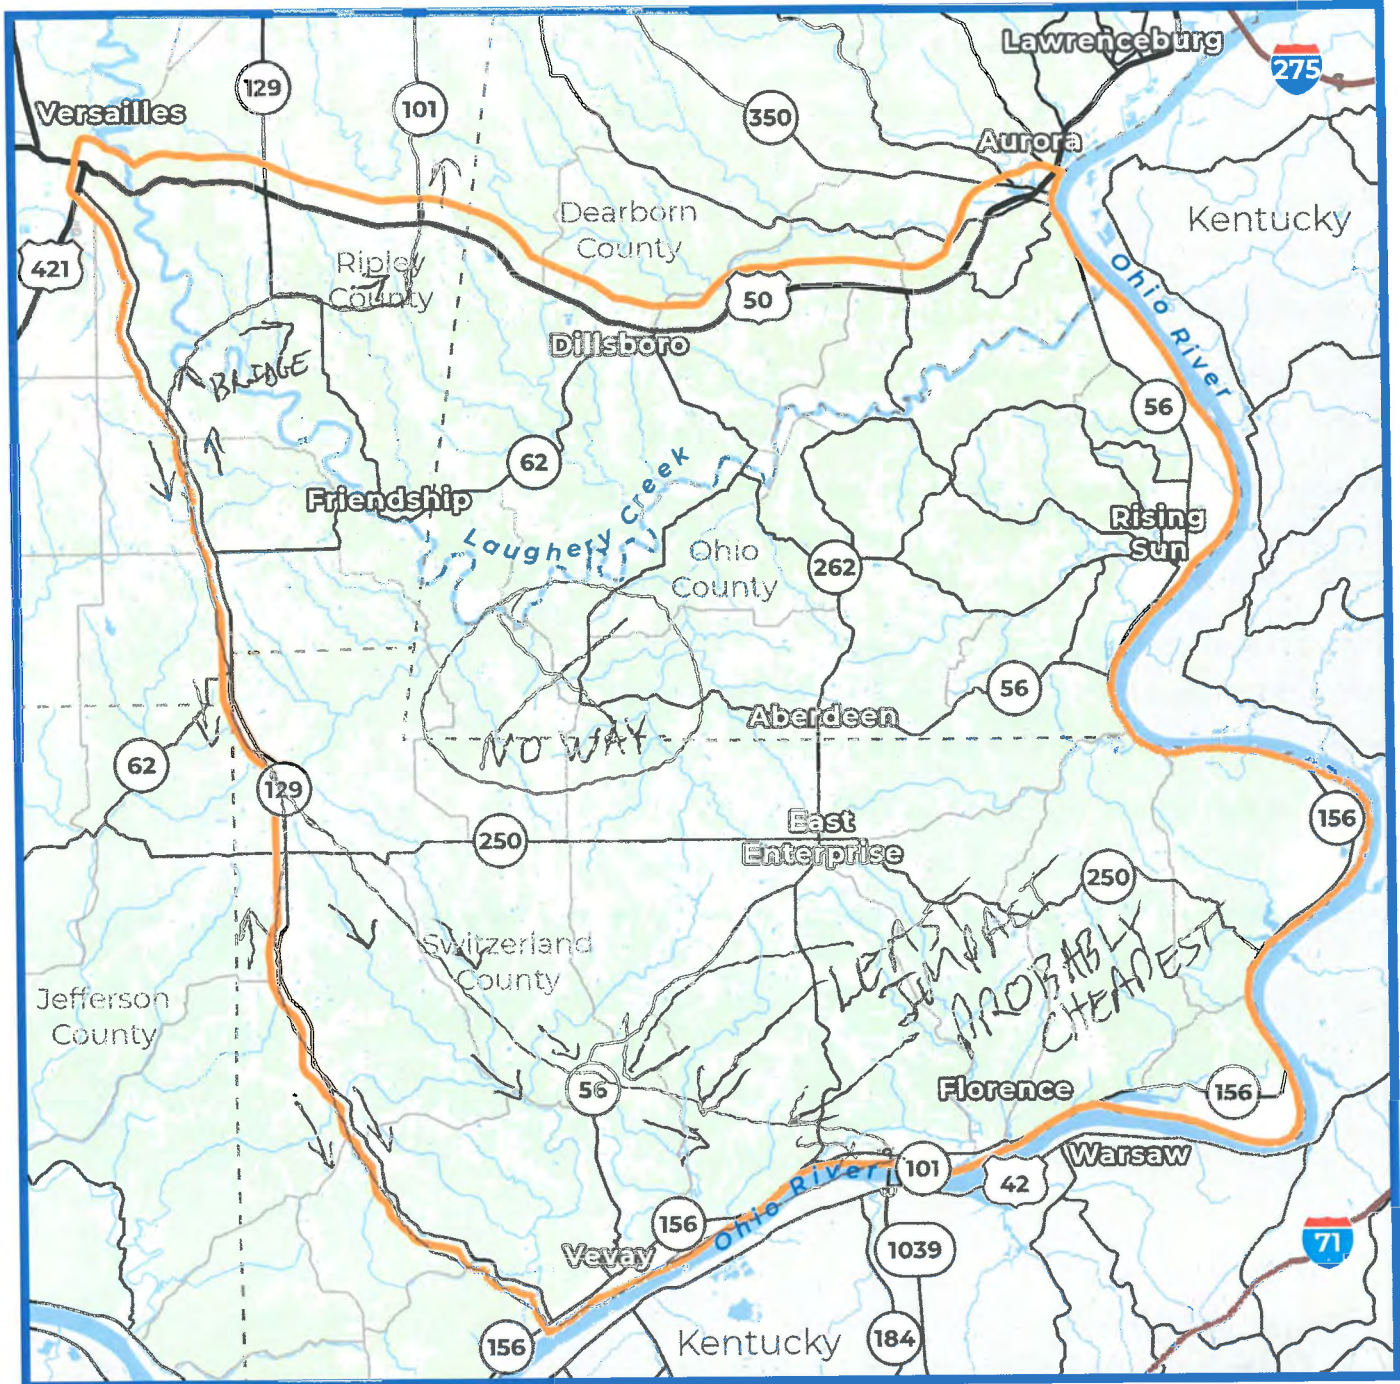 Lawrenceburg
275
129
Versailles
101
350
Aurora
Dearborn
County
Kentucky
421
Ripley
County
50
Ohio River
Dillsboro
BRIDGE
56
62
Friendship
Laughery Creek
Rising
Sun
Ohio
County
262
56
Aberdeen
NO WAY
62
129
156
250
East
Enterprise
250
LEAST
IMPACT
PROBABLY
CHEAPEST
Switzerland
County
Jefferson
County
56
Florence
156
Warsaw
101
42
Ohio River
156
Vevay
1039
71
156
Kentucky
184